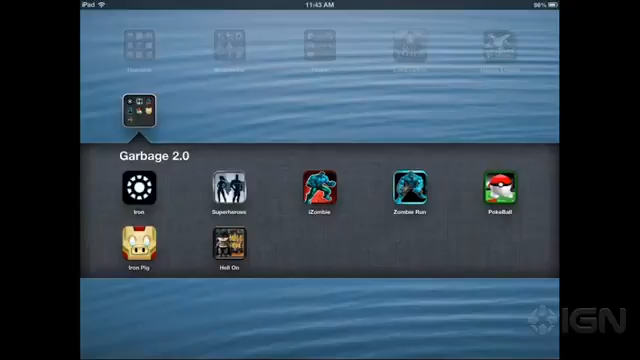 iPad 11:43 AM 98%
Garbage 2.0
Iron Superheroes iZombie Zombie Run PokeBall
Iron Pig Hell On
IGN